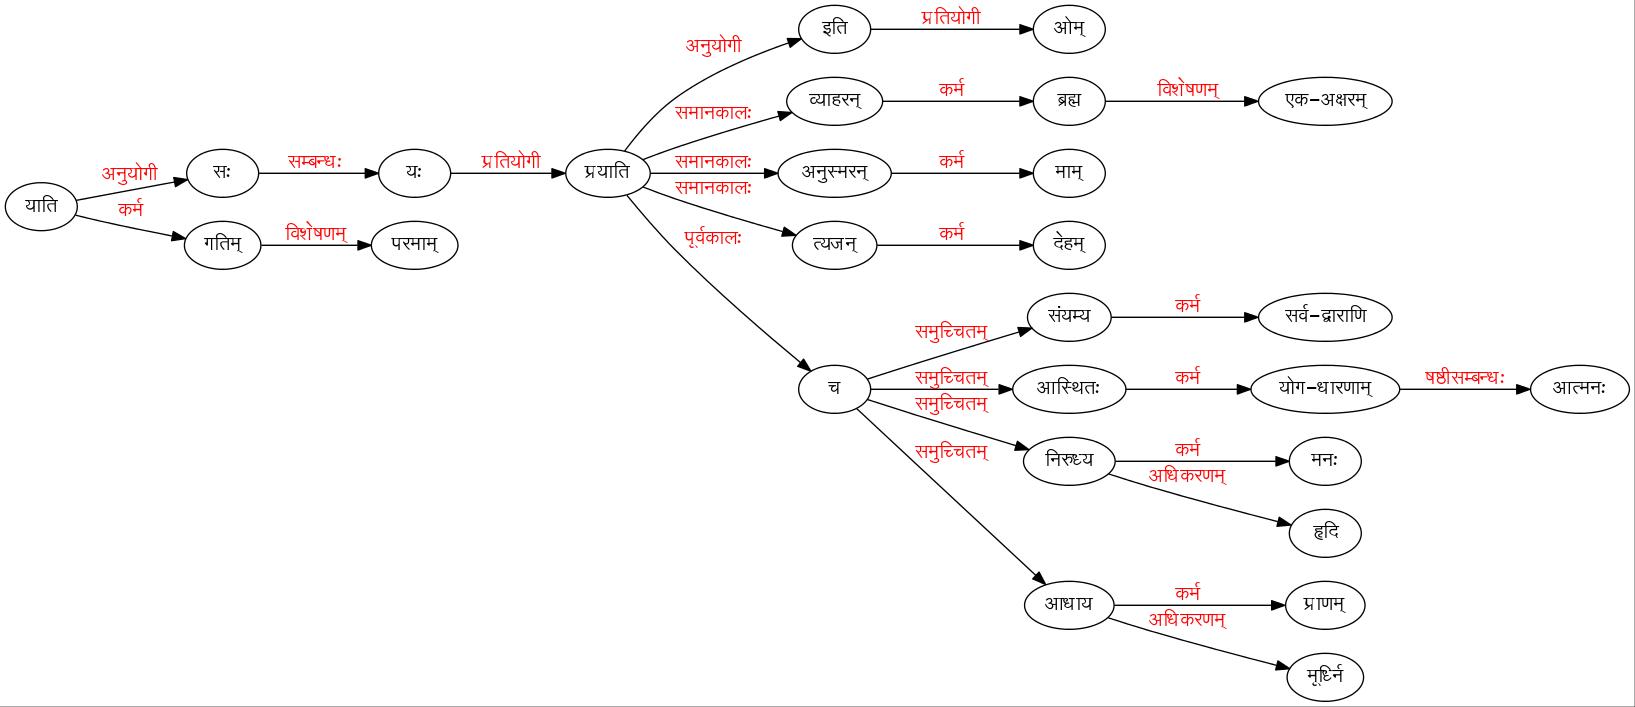 इति
प्रतियोगी
ओम्
अनुयोगी
व्याहरन्
कर्म
ब्रह्म
विशेषणम्
एक-अक्षरम्
समानकालः
याति
अनुयोगी
सः
सम्बन्धः
यः
प्रतियोगी
प्रयाति
समानकालः
अनुस्मरन्
कर्म
माम्
कर्म
गतिम्
विशेषणम्
परमाम्
समानकालः
त्यजन्
कर्म
देहम्
पूर्वकालः
च
समुच्चितम्
संयम्य
कर्म
सर्व-द्वाराणि
समुच्चितम्
आस्थितः
कर्म
योग-धारणाम्
षष्ठीसम्बन्धः
आत्मनः
समुच्चितम्
निरुध्य
कर्म
मनः
अधिकरणम्
हृदि
समुच्चितम्
आधाय
कर्म
प्राणम्
अधिकरणम्
मूर्ध्नि